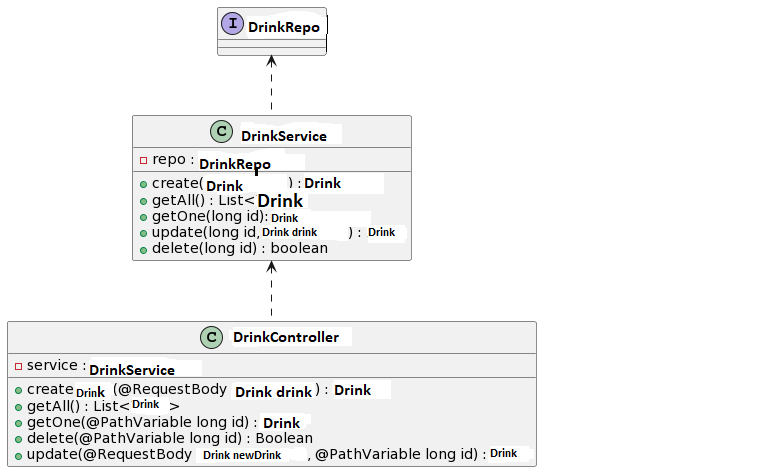 I DrinkRepo
C DrinkService
repo : DrinkRepo
create(Drink ) : Drink
getAll() : List<Drink
getOne(long id): Drink
update(long id, Drink drink ) : Drink
delete(long id) : boolean
C DrinkController
service : DrinkService
create Drink (@RequestBody Drink drink ) : Drink
getAll() : List< Drink >
getOne(@PathVariable long id) : Drink
delete(@PathVariable long id) : Boolean
update(@RequestBody Drink newDrink , @PathVariable long id) : Drink